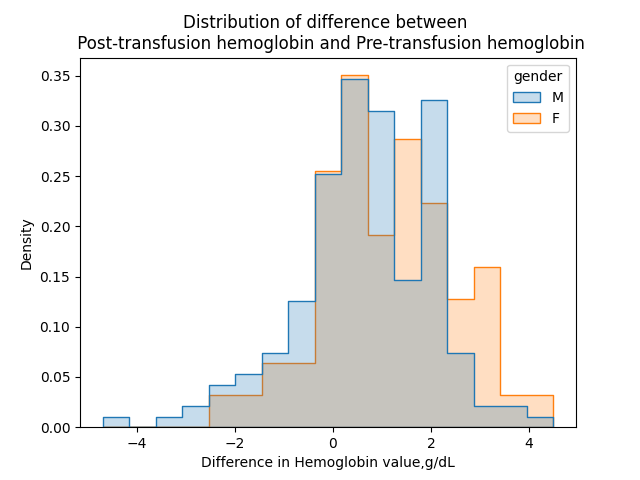 Distribution of difference between
Post-transfusion hemoglobin and Pre-transfusion hemoglobin
gender
M
F
0.35
0.30
0.25
0.20
0.15
0.10
0.05
0.00
Density
−4
−2
0
2
4
Difference in Hemoglobin value,g/dL